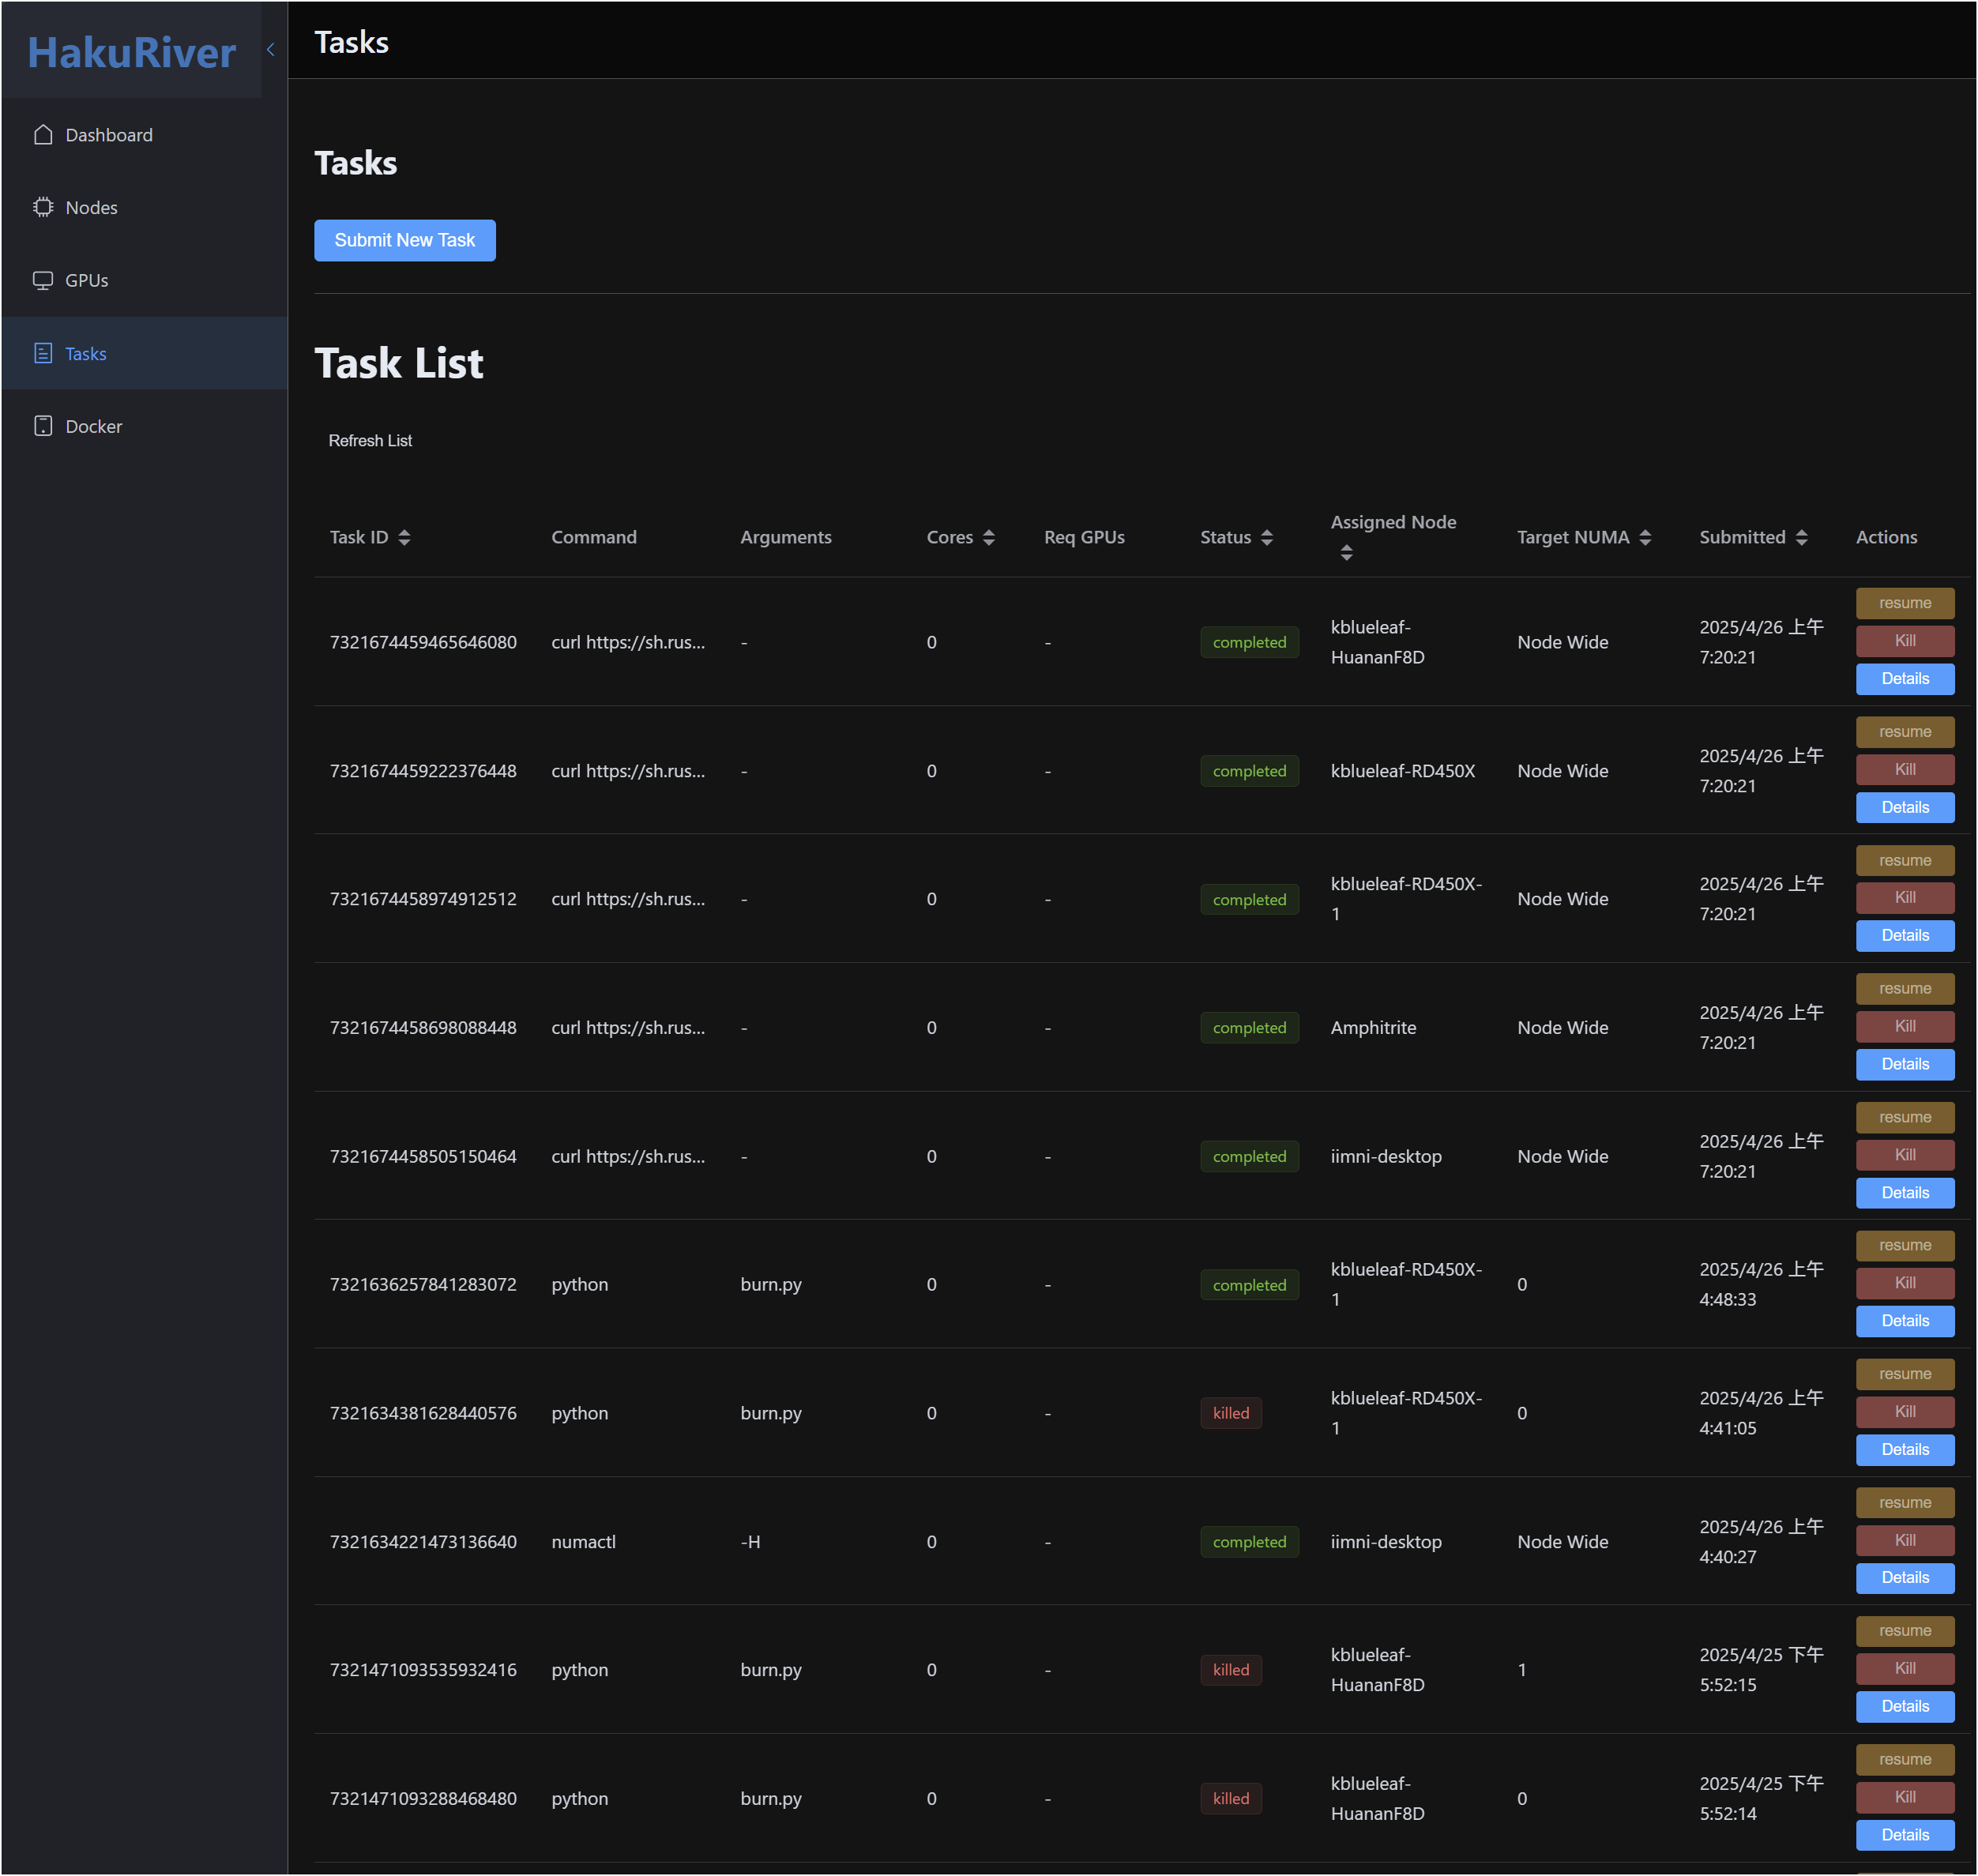 HakuRiver
Dashboard
Nodes
GPUs
Tasks
Docker
Tasks
Tasks
Submit New Task
Task List
Refresh List
Task ID Command Arguments Cores Req GPUs Status Assigned Node Target NUMA Submitted Actions
7321674459465646080 curl https://sh.rus... - 0 - completed kblueleaf-HuananF8D Node Wide 2025/4/26 上午 7:20:21 resume Kill Details
7321674459222376448 curl https://sh.rus... - 0 - completed kblueleaf-RD450X Node Wide 2025/4/26 上午 7:20:21 resume Kill Details
7321674458974912512 curl https://sh.rus... - 0 - completed kblueleaf-RD450X-1 Node Wide 2025/4/26 上午 7:20:21 resume Kill Details
7321674458698088448 curl https://sh.rus... - 0 - completed Amphitrite Node Wide 2025/4/26 上午 7:20:21 resume Kill Details
7321674458505150464 curl https://sh.rus... - 0 - completed iimni-desktop Node Wide 2025/4/26 上午 7:20:21 resume Kill Details
7321636257841283072 python burn.py 0 - completed kblueleaf-RD450X-1 0 2025/4/26 上午 4:48:33 resume Kill Details
7321634381628440576 python burn.py 0 - killed kblueleaf-RD450X-1 0 2025/4/26 上午 4:41:05 resume Kill Details
7321634221473136640 numactl -H 0 - completed iimni-desktop Node Wide 2025/4/26 上午 4:40:27 resume Kill Details
7321471093535932416 python burn.py 0 - killed kblueleaf-HuananF8D 1 2025/4/25 下午 5:52:15 resume Kill Details
7321471093288468480 python burn.py 0 - killed kblueleaf-HuananF8D 0 2025/4/25 下午 5:52:14 resume Kill Details